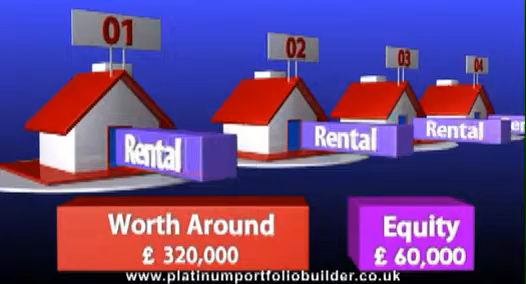 01
02
03
04
Rental
Rental
Rental
Worth Around
£ 320,000
Equity
£ 60,000
www.platinumportfoliobuilder.co.uk